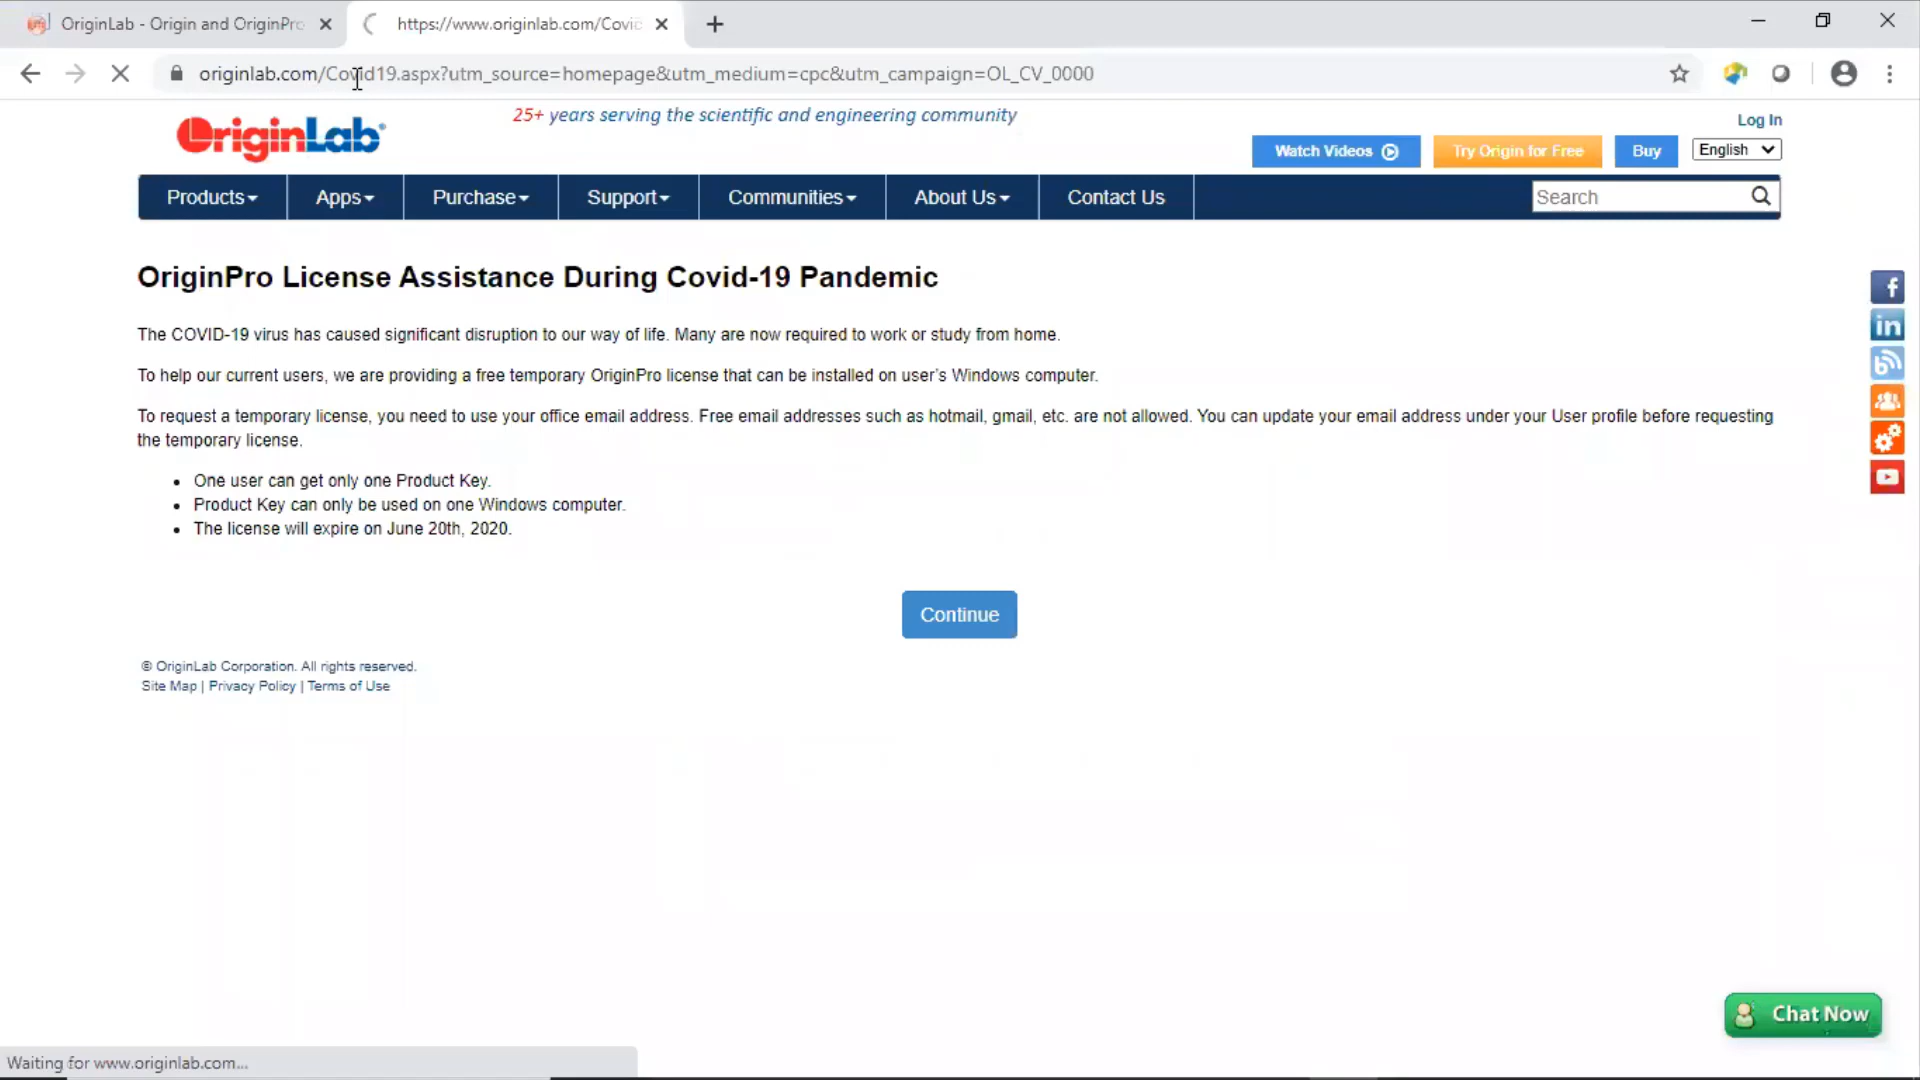 OriginLab - Origin and OriginPro
https://www.originlab.com/Covid
originlab.com/Covid19.aspx?utm_source=homepage&utm_medium=cpc&utm_campaign=OL_CV_0000
OriginLab®
25+ years serving the scientific and engineering community
Log In
Watch Videos
Try Origin for Free
Buy
English
Products
Apps
Purchase
Support
Communities
About Us
Contact Us
Search
OriginPro License Assistance During Covid-19 Pandemic
The COVID-19 virus has caused significant disruption to our way of life. Many are now required to work or study from home.
To help our current users, we are providing a free temporary OriginPro license that can be installed on user's Windows computer.
To request a temporary license, you need to use your office email address. Free email addresses such as hotmail, gmail, etc. are not allowed. You can update your email address under your User profile before requesting
the temporary license.
• One user can get only one Product Key.
• Product Key can only be used on one Windows computer.
• The license will expire on June 20th, 2020.
Continue
© OriginLab Corporation. All rights reserved.
Site Map | Privacy Policy | Terms of Use
Chat Now
Waiting for www.originlab.com...